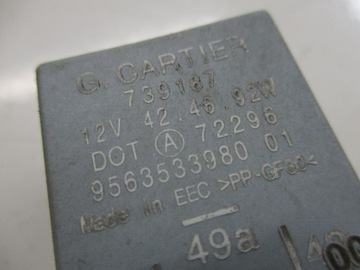 G. CARTIER
739187
12V 42.46.92W
DOT A 72296
9563533980 01
Made in EEC >PP-GF30<
49a